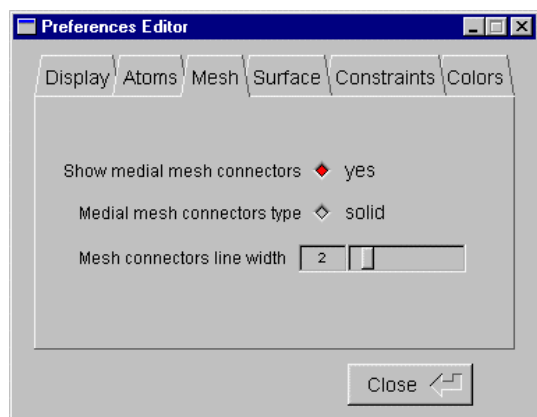 Preferences Editor
Display Atoms Mesh Surface Constraints Colors
Show medial mesh connectors yes
Medial mesh connectors type solid
Mesh connectors line width 2
Close